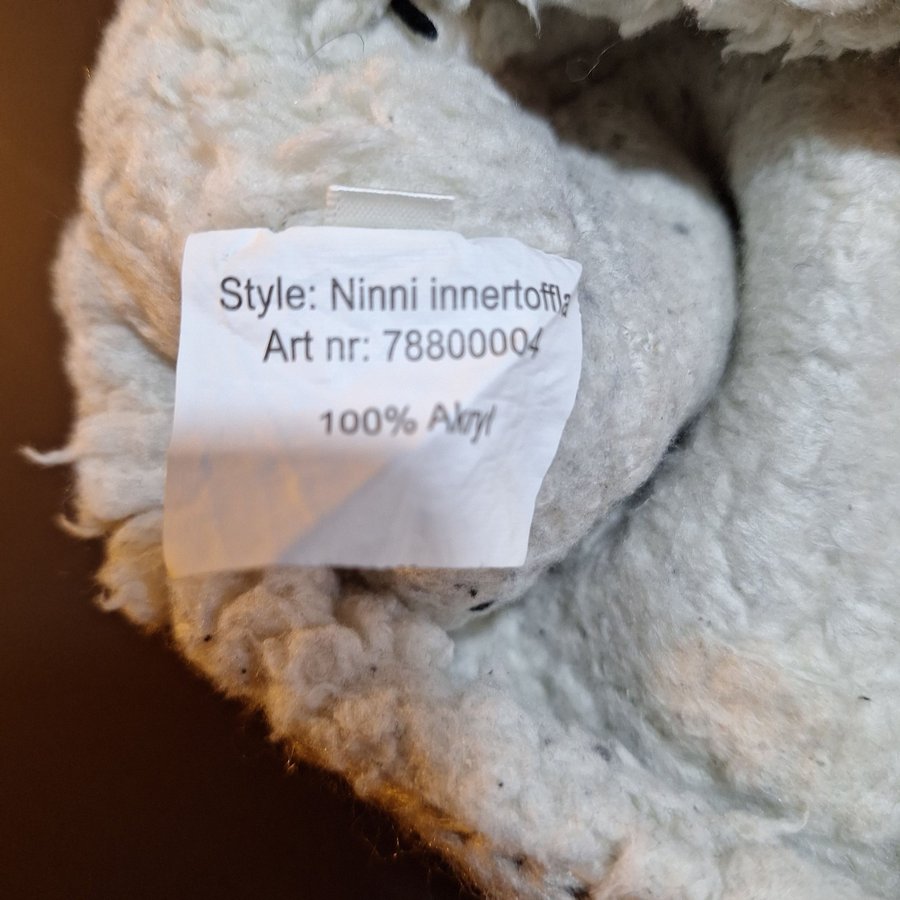 Style: Ninni innertoffla
Art nr: 78800004
100% Akryl